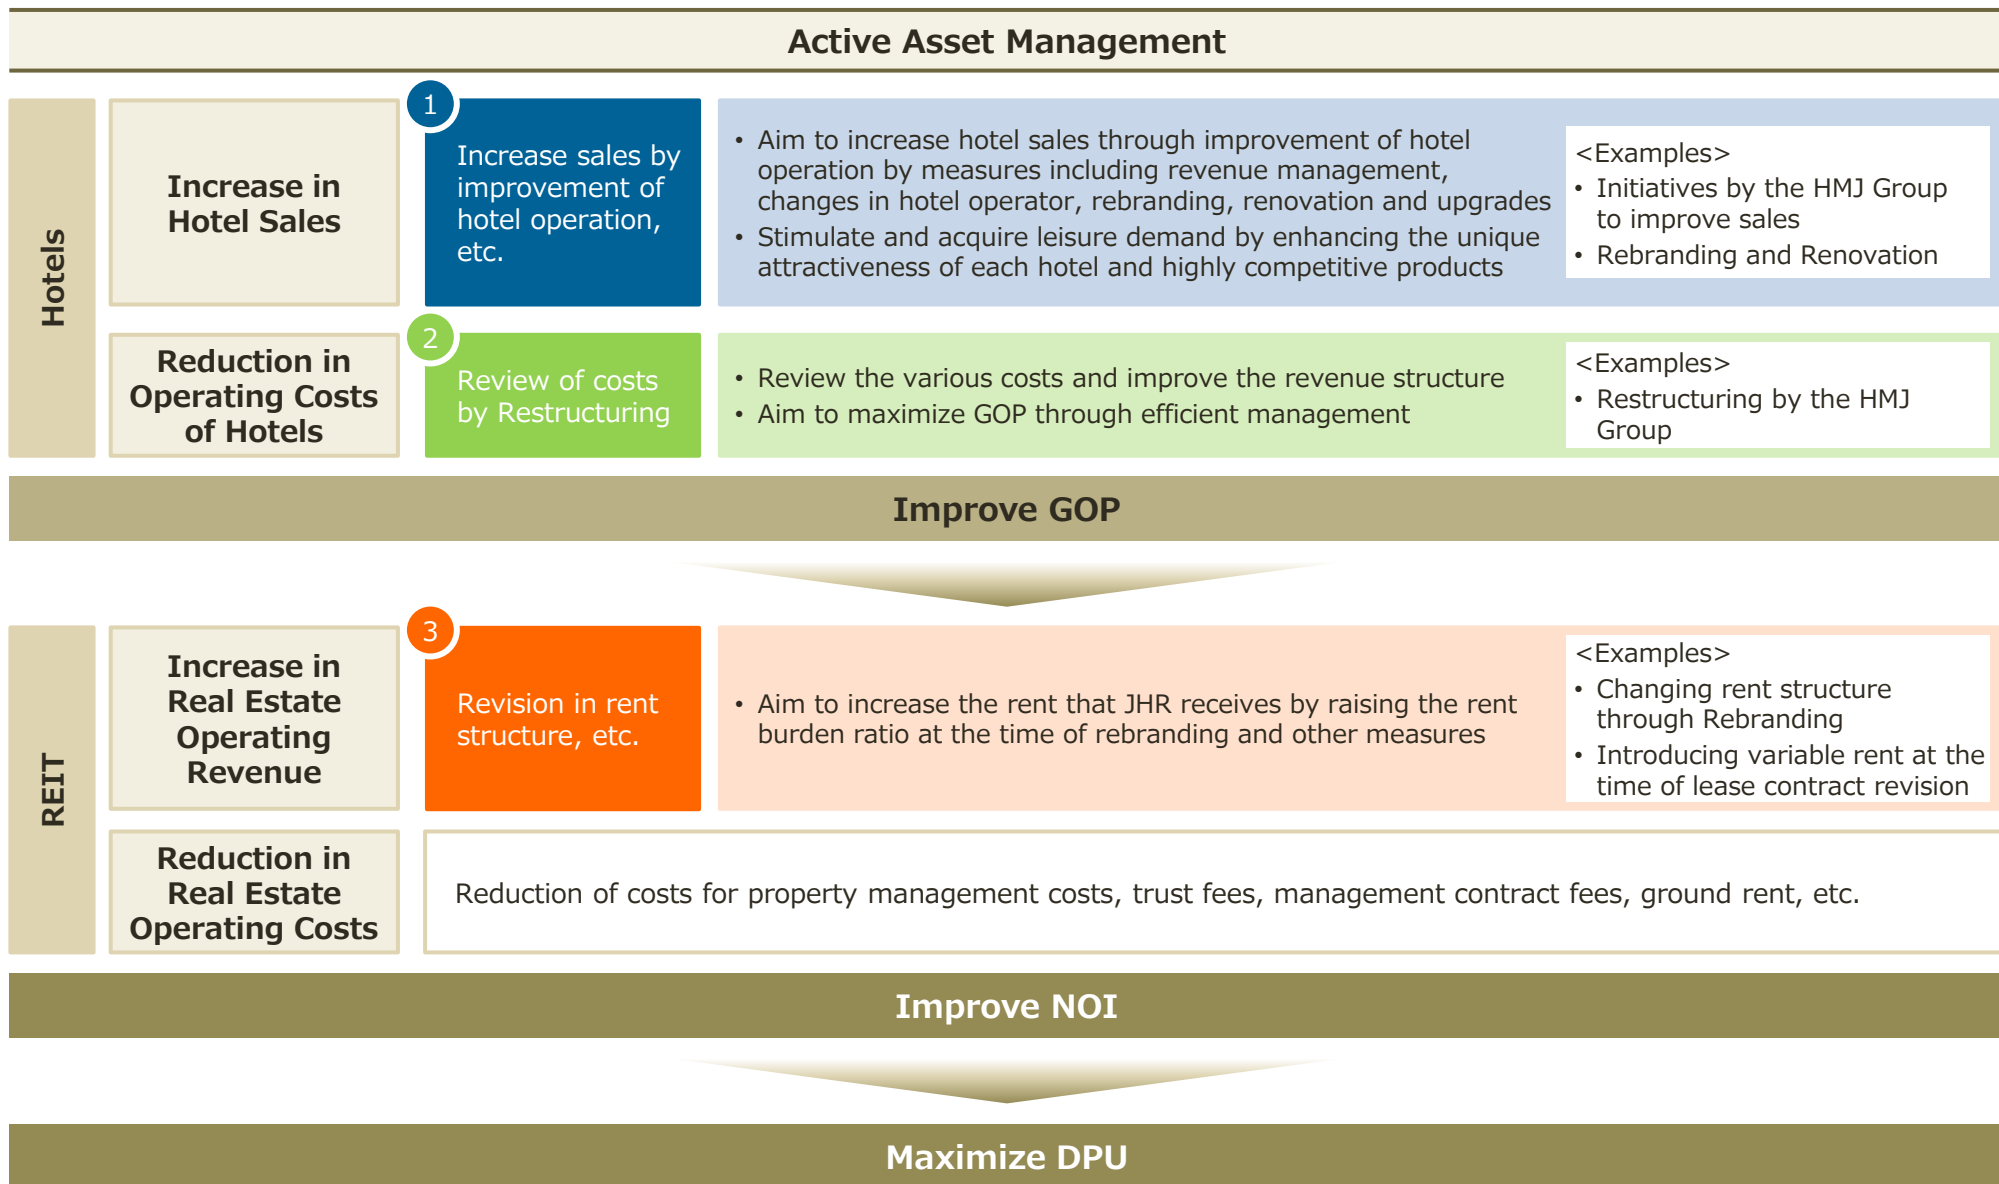 Active Asset Management
Hotels
Increase in
Hotel Sales
1
Increase sales by
improvement of
hotel operation,
etc.
• Aim to increase hotel sales through improvement of hotel
operation by measures including revenue management,
changes in hotel operator, rebranding, renovation and upgrades
• Stimulate and acquire leisure demand by enhancing the unique
attractiveness of each hotel and highly competitive products
<Examples>
• Initiatives by the HMJ Group
to improve sales
• Rebranding and Renovation
Reduction in
Operating Costs
of Hotels
2
Review of costs
by Restructuring
• Review the various costs and improve the revenue structure
• Aim to maximize GOP through efficient management
<Examples>
• Restructuring by the HMJ
Group
Improve GOP
REIT
Increase in
Real Estate
Operating
Revenue
3
Revision in rent
structure, etc.
• Aim to increase the rent that JHR receives by raising the rent
burden ratio at the time of rebranding and other measures
<Examples>
• Changing rent structure
through Rebranding
• Introducing variable rent at the
time of lease contract revision
Reduction in
Real Estate
Operating Costs
Reduction of costs for property management costs, trust fees, management contract fees, ground rent, etc.
Improve NOI
Maximize DPU